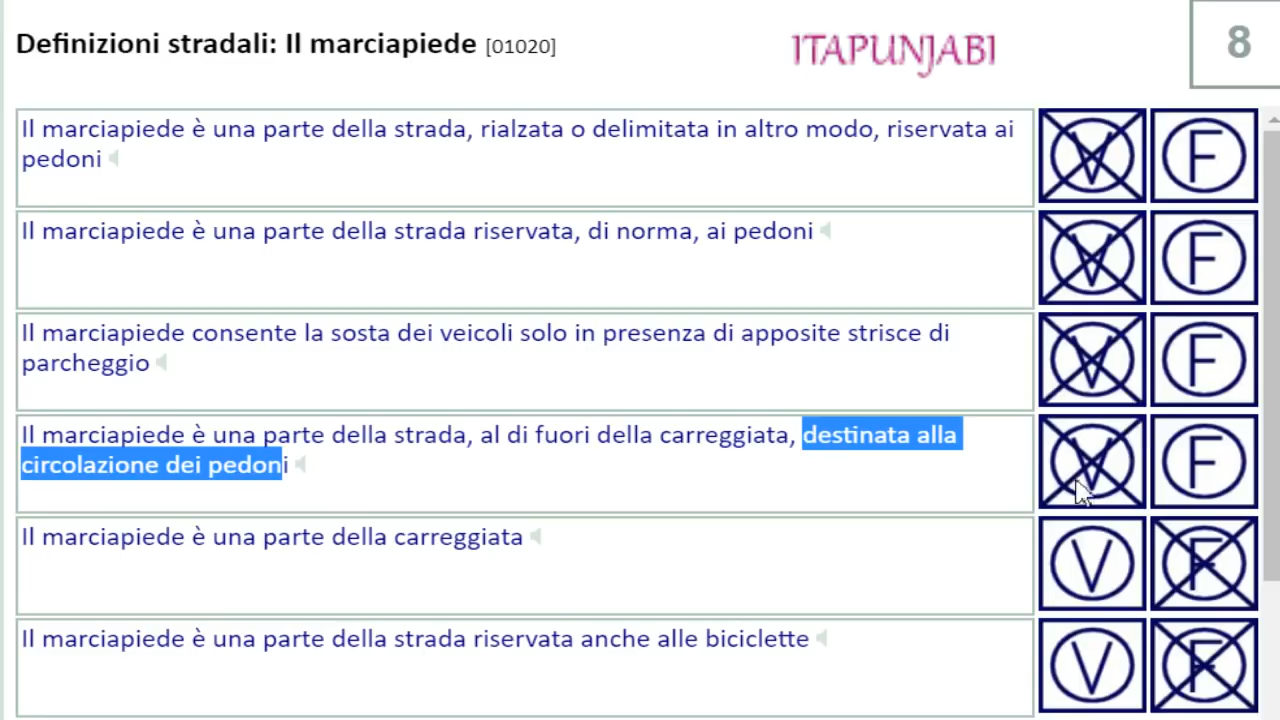 Definizioni stradali: Il marciapiede [01020]
ITAPUNJABI
8
Il marciapiede è una parte della strada, rialzata o delimitata in altro modo, riservata ai
pedoni
V F
Il marciapiede è una parte della strada riservata, di norma, ai pedoni
V F
Il marciapiede consente la sosta dei veicoli solo in presenza di apposite strisce di
parcheggio
V F
Il marciapiede è una parte della strada, al di fuori della carreggiata, destinata alla
circolazione dei pedoni
V F
Il marciapiede è una parte della carreggiata
V F
Il marciapiede è una parte della strada riservata anche alle biciclette
V F